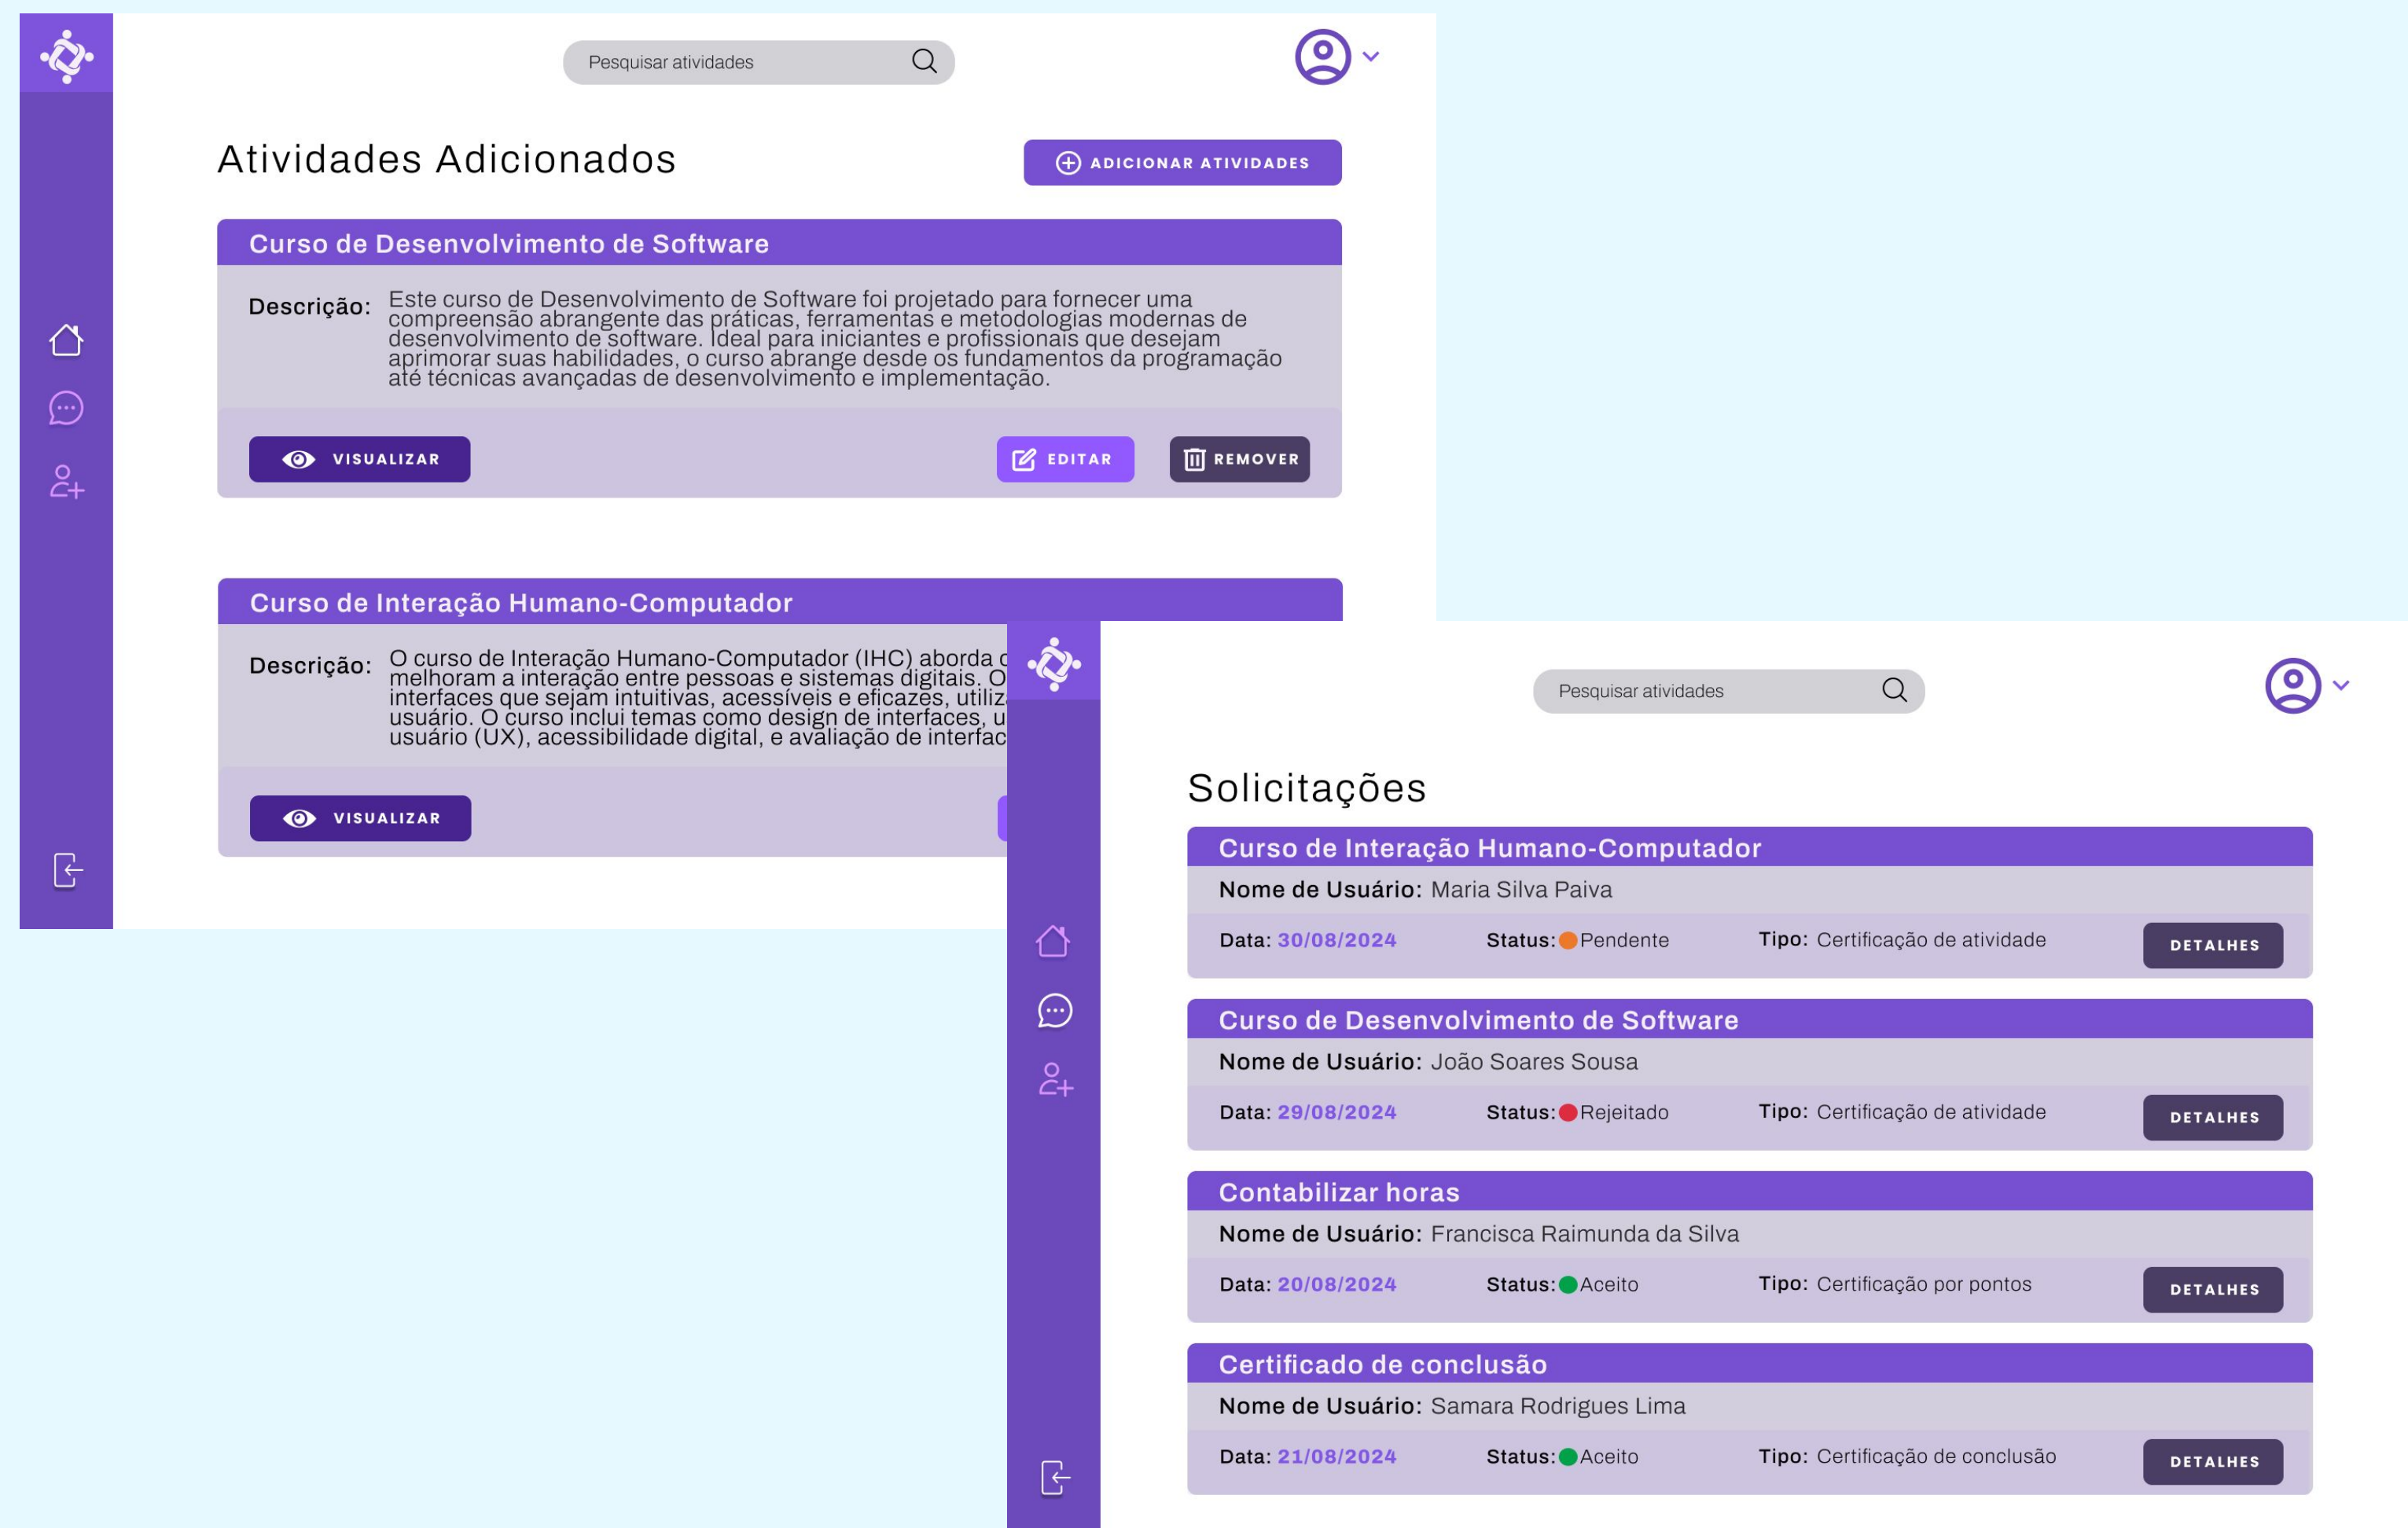 Pesquisar atividades
Atividades Adicionados
ADICIONAR ATIVIDADES
Curso de Desenvolvimento de Software
Descrição: Este curso de Desenvolvimento de Software foi projetado para fornecer uma
compreensão abrangente das práticas, ferramentas e metodologias modernas de
desenvolvimento de software. Ideal para iniciantes e profissionais que desejam
aprimorar suas habilidades, o curso abrange desde os fundamentos da programação
até técnicas avançadas de desenvolvimento e implementação.
VISUALIZAR
EDITAR
REMOVER
Curso de Interação Humano-Computador
Descrição: O curso de Interação Humano-Computador (IHC) aborda
melhoram a interação entre pessoas e sistemas digitais. O
interfaces que sejam intuitivas, acessíveis e eficazes,
usuário. O curso inclui temas como design de interfaces,
usuário (UX), acessibilidade digital, e avaliação de
VISUALIZAR
Pesquisar atividades
Solicitações
Curso de Interação Humano-Computador
Nome de Usuário: Maria Silva Paiva
Data: 30/08/2024 Status: Pendente Tipo: Certificação de atividade DETALHES
Curso de Desenvolvimento de Software
Nome de Usuário: João Soares Sousa
Data: 29/08/2024 Status: Rejeitado Tipo: Certificação de atividade DETALHES
Contabilizar horas
Nome de Usuário: Francisca Raimunda da Silva
Data: 20/08/2024 Status: Aceito Tipo: Certificação por pontos DETALHES
Certificado de conclusão
Nome de Usuário: Samara Rodrigues Lima
Data: 21/08/2024 Status: Aceito Tipo: Certificação de conclusão DETALHES